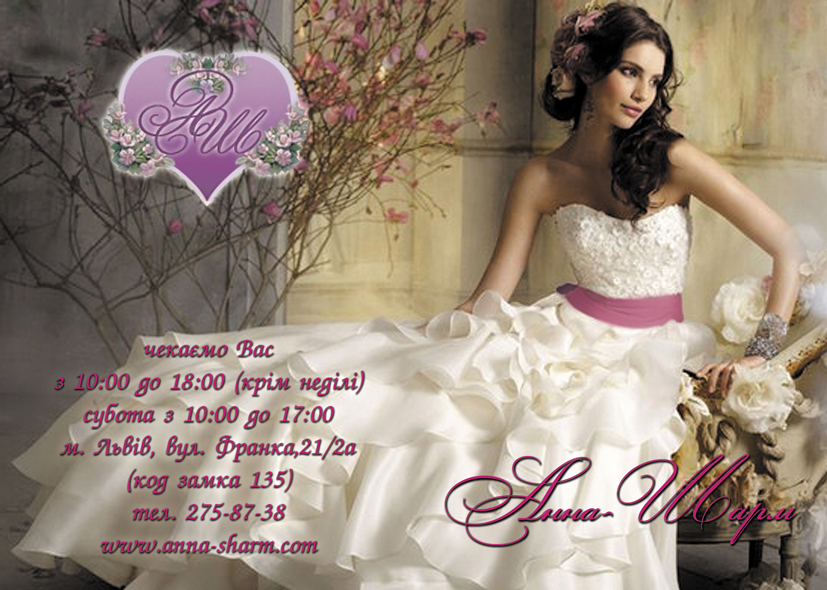 АШ
чекаємо Вас
з 10:00 до 18:00 (крім неділі)
субота з 10:00 до 17:00
м. Львів, вул. Франка,21/2а
(код замка 135)
тел. 275-87-38
www.anna-sharm.com
Анна-Шарм